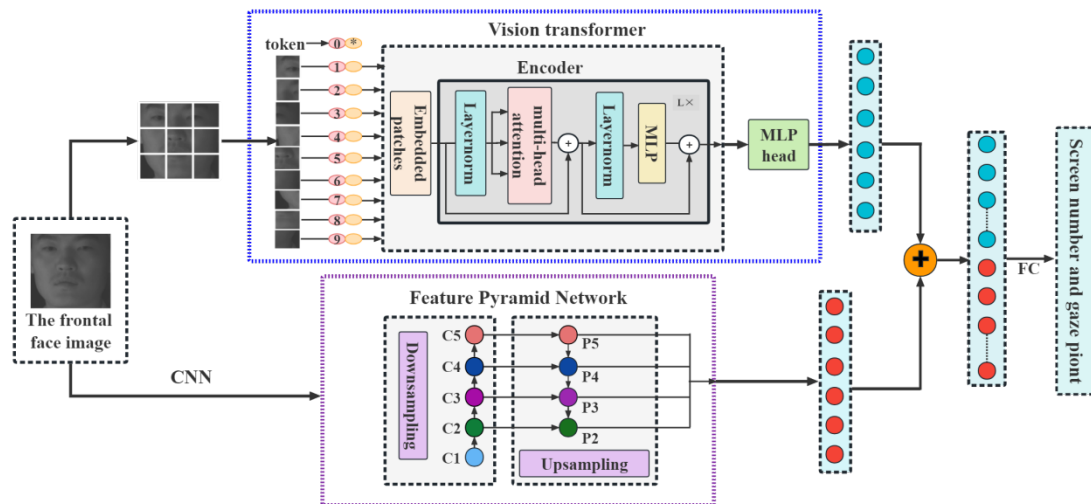 Vision transformer
token
0
*
1
2
3
4
5
6
7
8
9
Embedded
patches
Encoder
Layernorm
multi-head
attention
+
Layernorm
MLP
L×
+
MLP
head
The frontal
face image
CNN
Feature Pyramid Network
Downsampling
C5
C4
C3
C2
C1
P5
P4
P3
P2
Upsampling
+
FC
Screen number and gaze piont